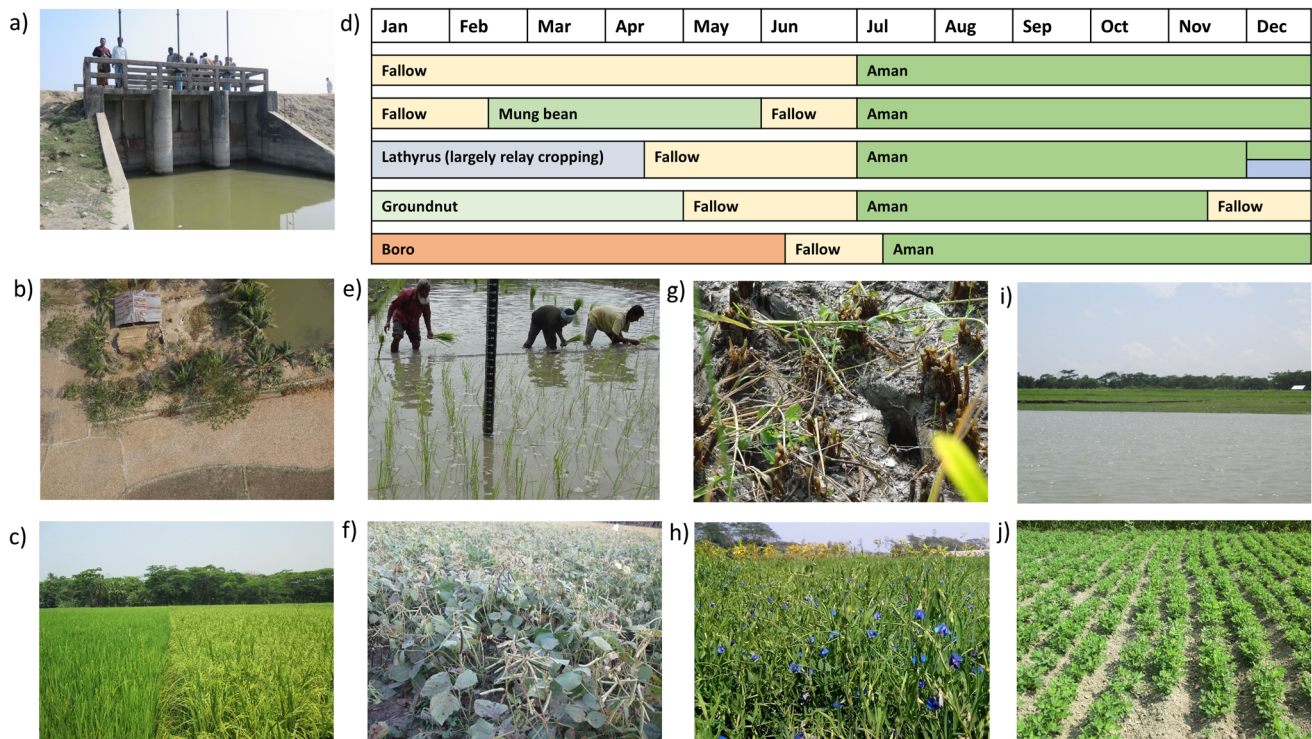 a)
d)
Jan Feb Mar Apr May Jun Jul Aug Sep Oct Nov Dec
Fallow Aman
Fallow Mung bean Fallow Aman
Lathyrus (largely relay cropping) Fallow Aman
Groundnut Fallow Aman Fallow
Boro Fallow Aman
b)
e)
g)
i)
c)
f)
h)
j)